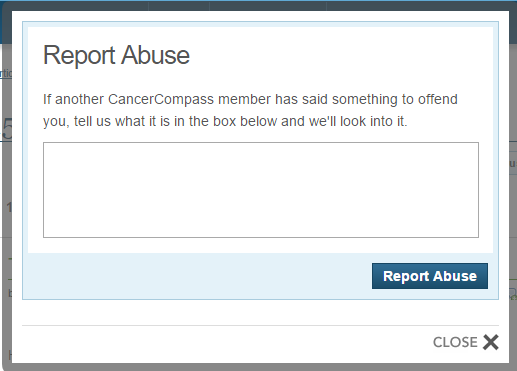 Report Abuse
If another CancerCompass member has said something to offend
you, tell us what it is in the box below and we'll look into it.
Report Abuse
CLOSE